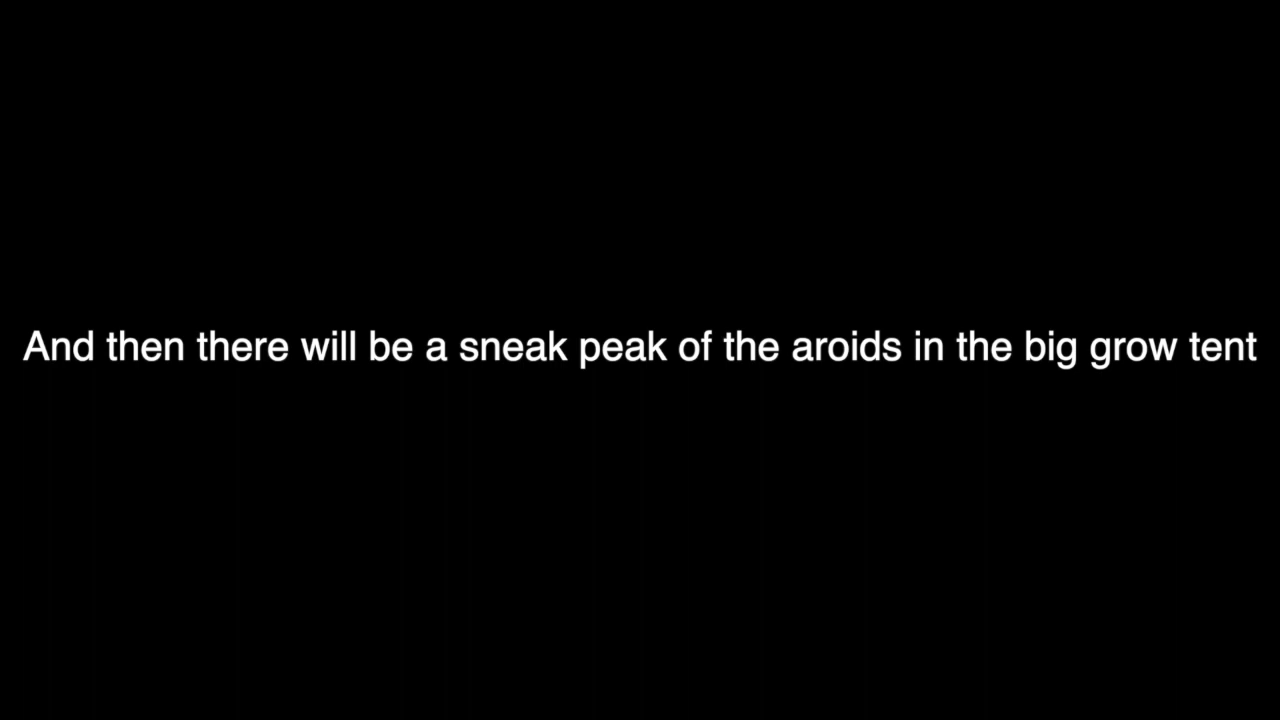 And then there will be a sneak peak of the aroids in the big grow tent